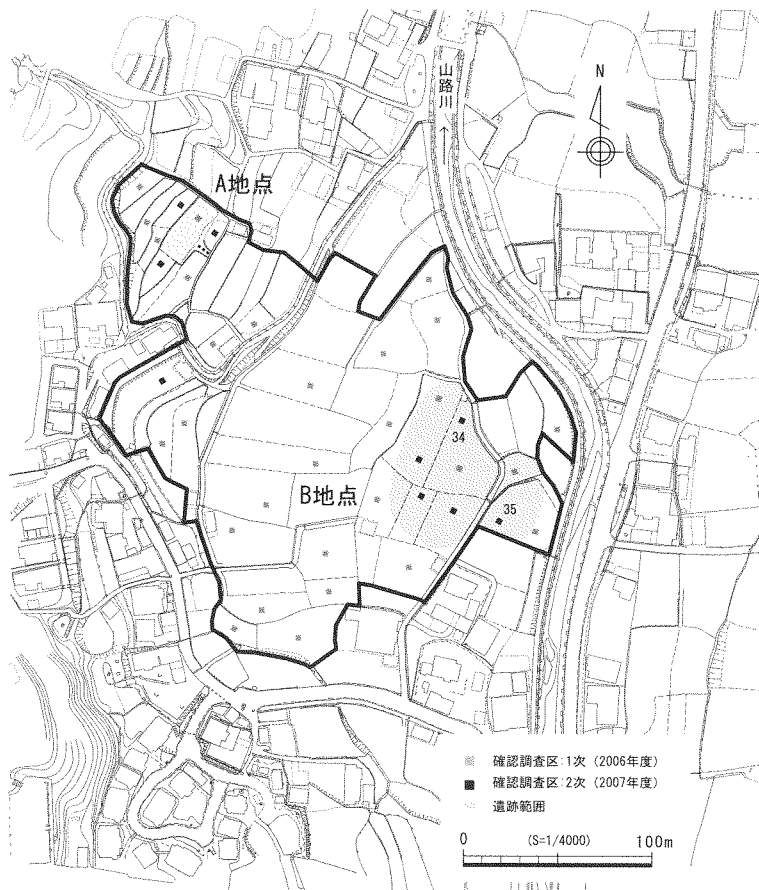 山路川
N
A地点
34
B地点
35
確認調査区:1次 (2006年度)
確認調査区:2次 (2007年度)
遺跡範囲
0 (S=1/4000) 100m